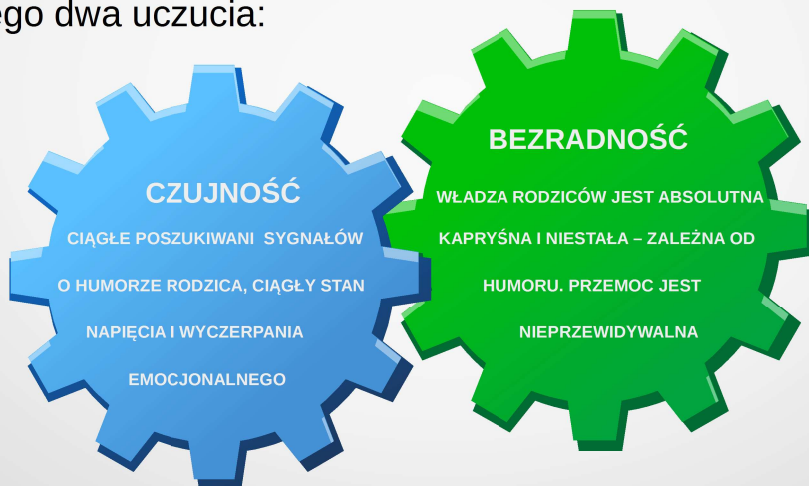 ego dwa uczucia:
CZUJNOŚĆ
CIĄGŁE POSZUKIWANI SYGNAŁÓW
O HUMORZE RODZICA, CIĄGŁY STAN
NAPIĘCIA I WYCZERPANIA
EMOCJONALNEGO
BEZRADNOŚĆ
WŁADZA RODZICÓW JEST ABSOLUTNA
KAPRYŚNA I NIESTAŁA – ZALEŻNA OD
HUMORU. PRZEMOC JEST
NIEPRZEWIDYWALNA